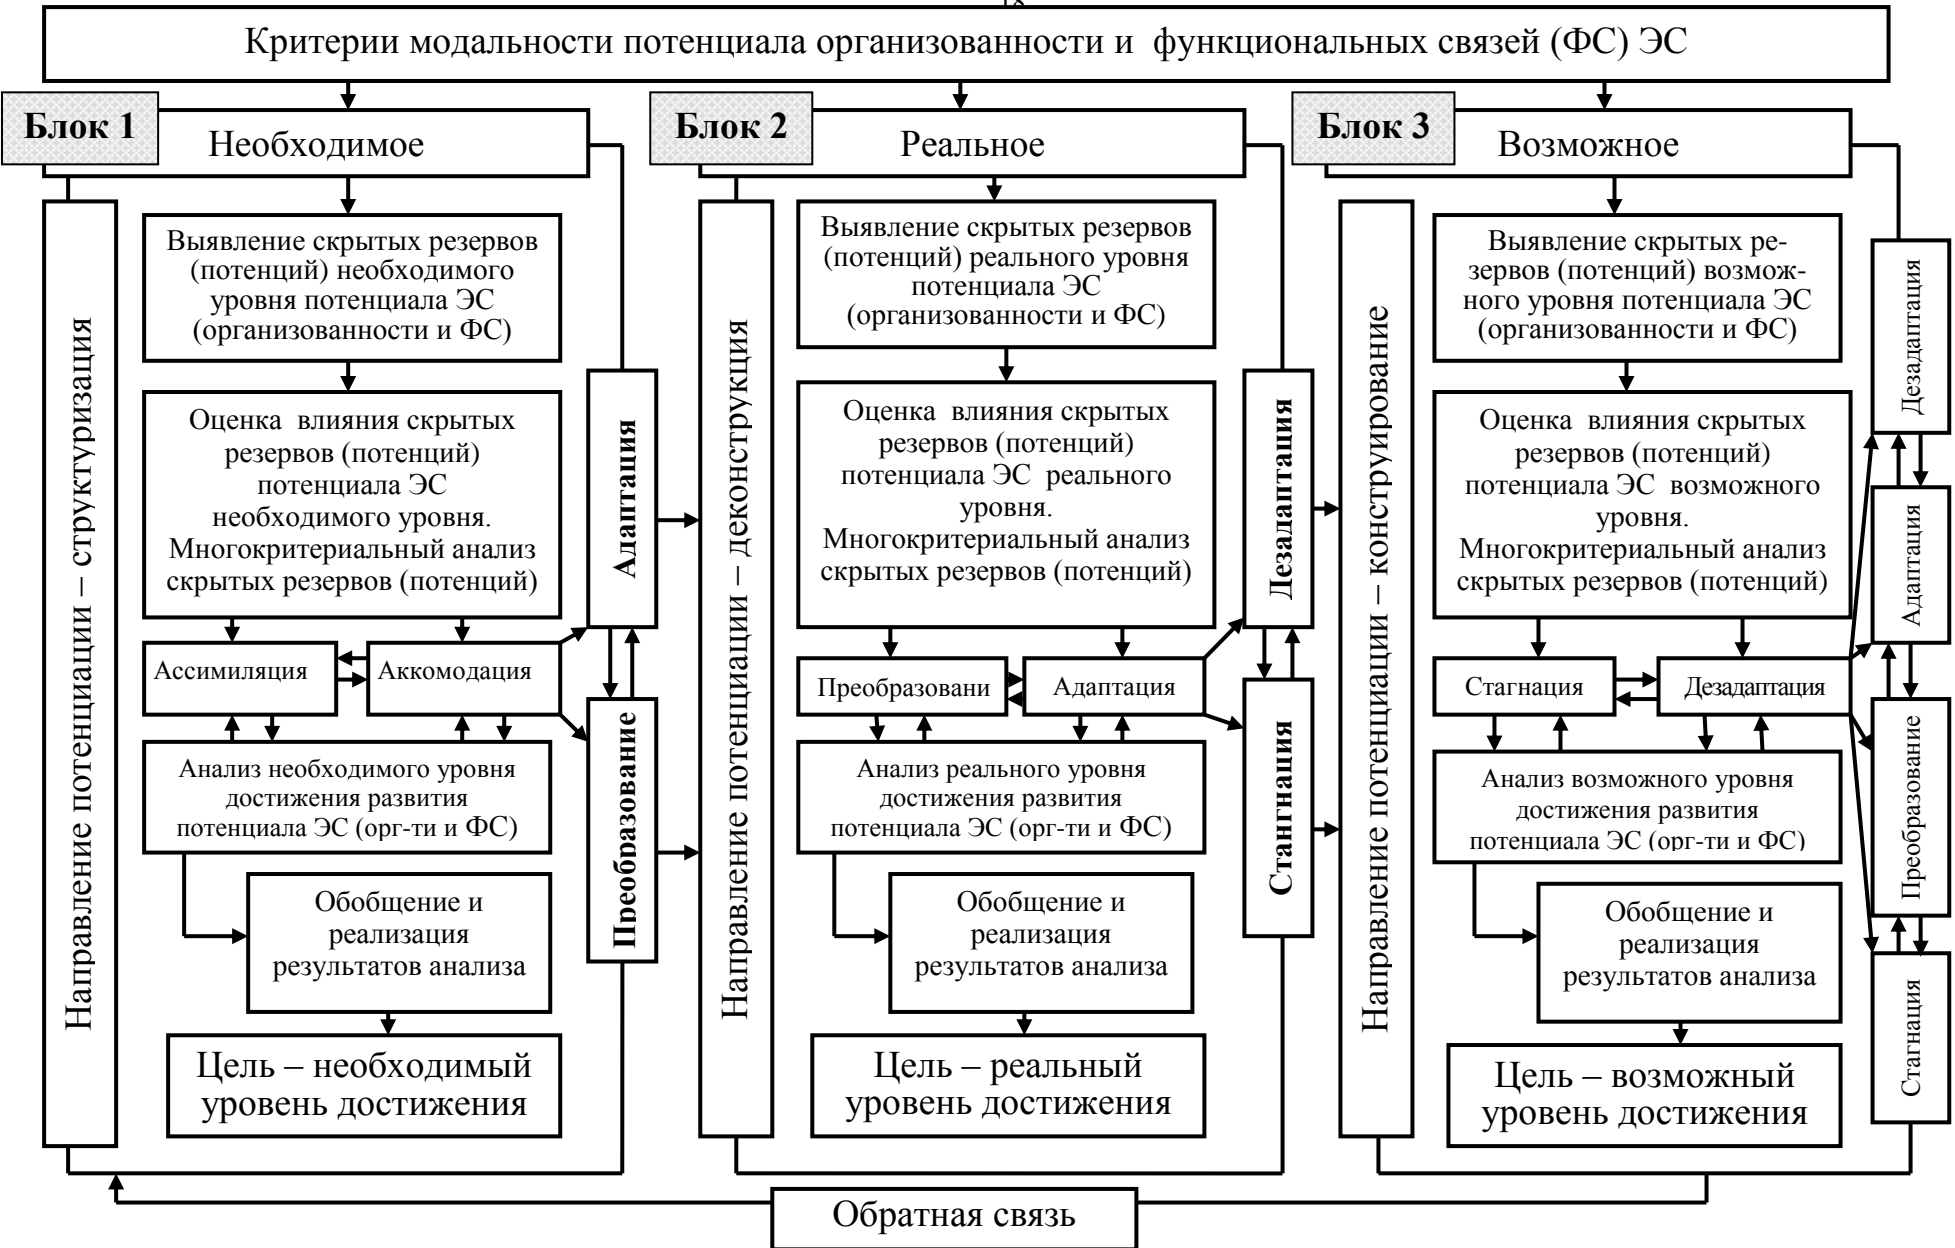 18
Критерии модальности потенциала организованности и функциональных связей (ФС) ЭС
Блок 1
Необходимое
Направление потенциации – структуризация
Выявление скрытых резервов
(потенций) необходимого
уровня потенциала ЭС
(организованности и ФС)
Оценка влияния скрытых
резервов (потенций)
потенциала ЭС
необходимого уровня.
Многокритериальный анализ
скрытых резервов (потенций)
Ассимиляция
Аккомодация
Адаптация
Преобразование
Анализ необходимого уровня
достижения развития
потенциала ЭС (орг-ти и ФС)
Обобщение и
реализация
результатов анализа
Цель – необходимый
уровень достижения
Блок 2
Реальное
Направление потенциации – деконструкция
Выявление скрытых резервов
(потенций) реального уровня
потенциала ЭС
(организованности и ФС)
Оценка влияния скрытых
резервов (потенций)
потенциала ЭС реального
уровня.
Многокритериальный анализ
скрытых резервов (потенций)
Преобразовани
Адаптация
Дезадаптация
Стангнация
Анализ реального уровня
достижения развития
потенциала ЭС (орг-ти и ФС)
Обобщение и
реализация
результатов анализа
Цель – реальный
уровень достижения
Блок 3
Возможное
Направление потенциации – конструирование
Выявление скрытых ре-
зервов (потенций) возмож-
ного уровня потенциала ЭС
(организованности и ФС)
Оценка влияния скрытых
резервов (потенций)
потенциала ЭС возможного
уровня.
Многокритериальный анализ
скрытых резервов (потенций)
Стагнация
Дезадаптация
Дезадаптация
Адаптация
Преобразование
Стагнация
Анализ возможного уровня
достижения развития
потенциала ЭС (орг-ти и ФС)
Обобщение и
реализация
результатов анализа
Цель – возможный
уровень достижения
Обратная связь